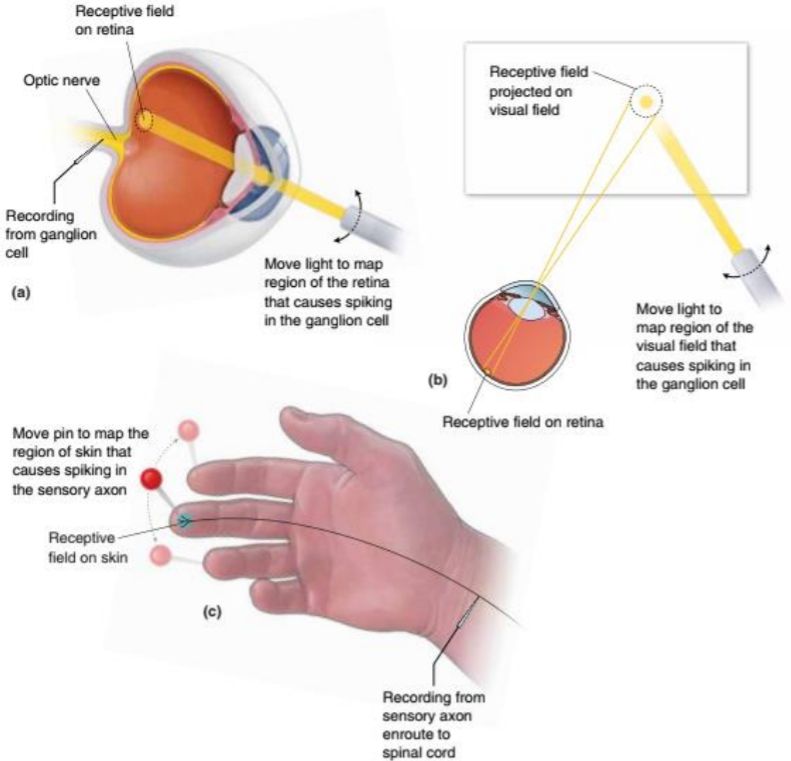 Receptive field
on retina
Optic nerve
Recording
from ganglion
cell
Move light to map
region of the retina
that causes spiking
in the ganglion cell
(a)
Receptive field
projected on
visual field
Move light to
map region of the
visual field that
causes spiking in
the ganglion cell
(b)
Receptive field on retina
Move pin to map the
region of skin that
causes spiking in
the sensory axon
Receptive
field on skin
(c)
Recording from
sensory axon
enroute to
spinal cord